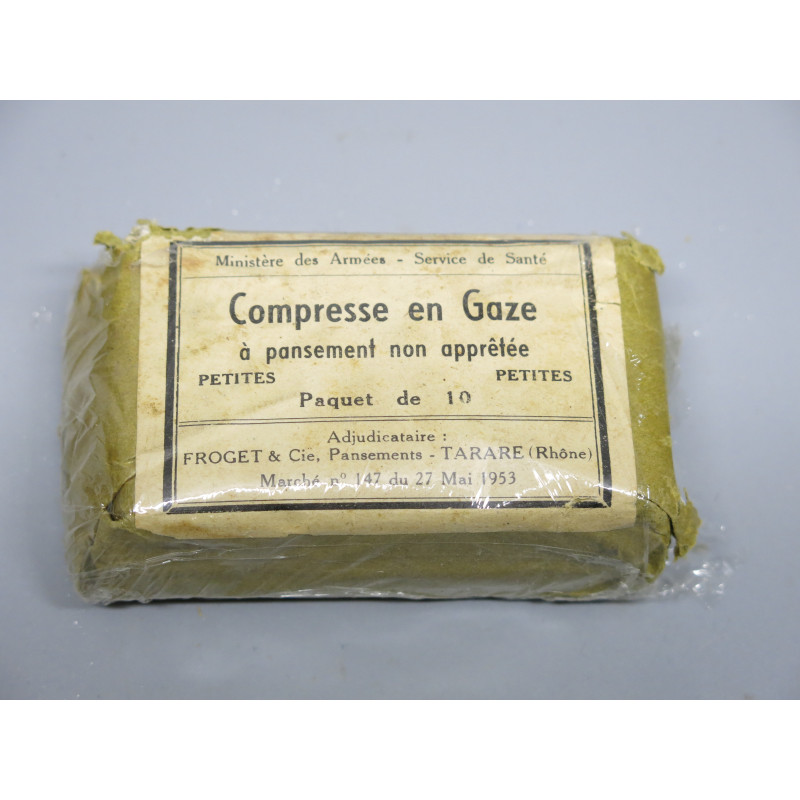 Ministère des Armées - Service de Santé
Compresse en Gaze
à pansement non apprêtée
PETITES PETITES
Paquet de 10
Adjudicataire :
FROGET & Cie, Pansements - TARARE (Rhône)
Marché n° 147 du 27 Mai 1953